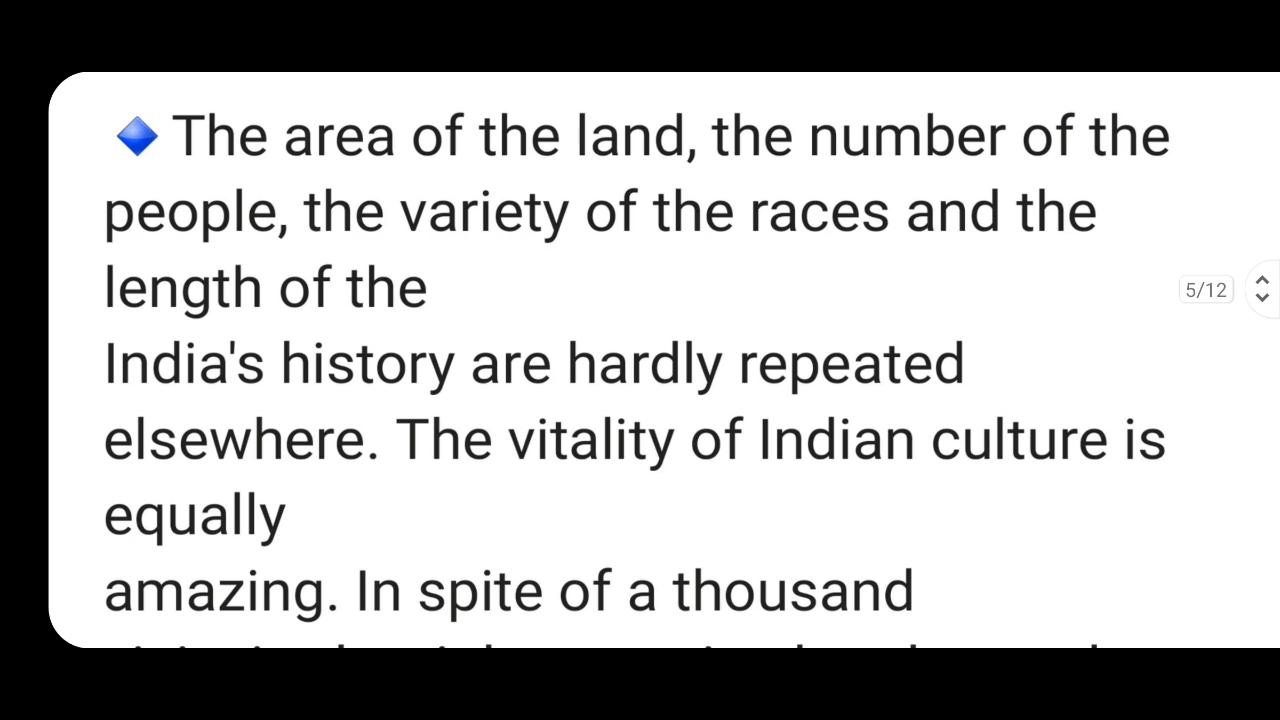 🔹The area of the land, the number of the
people, the variety of the races and the
length of the
India's history are hardly repeated
elsewhere. The vitality of Indian culture is
equally
amazing. In spite of a thousand
5/12